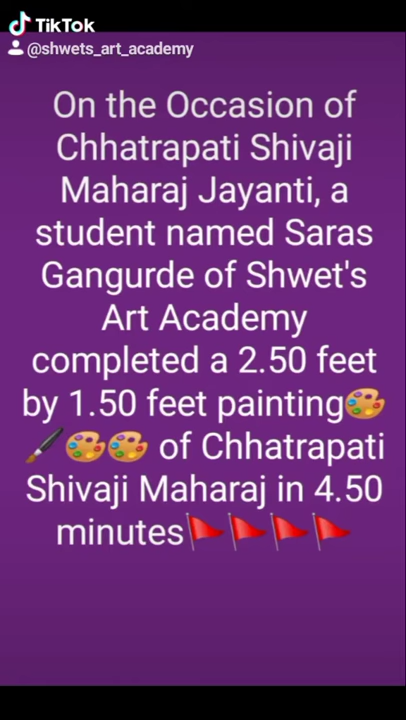 TikTok
@shwets_art_academy
On the Occasion of
Chhatrapati Shivaji
Maharaj Jayanti, a
student named Saras
Gangurde of Shwet's
Art Academy
completed a 2.50 feet
by 1.50 feet painting🎨
🖌️🎨🎨 of Chhatrapati
Shivaji Maharaj in 4.50
minutes🚩🚩🚩🚩